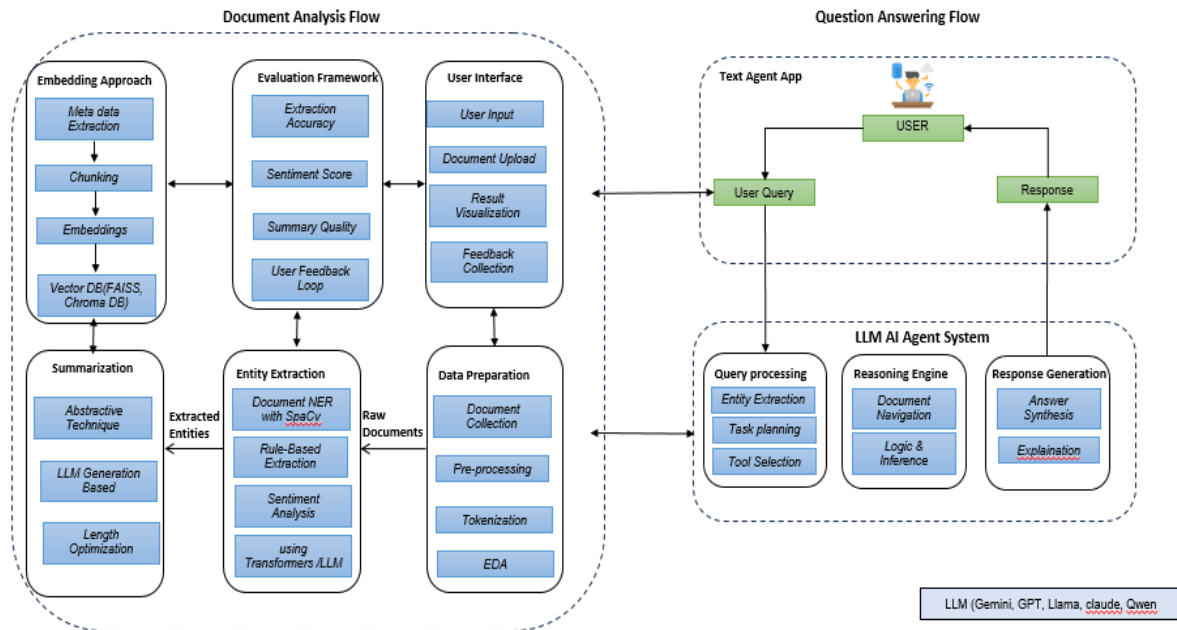 Document Analysis Flow
Question Answering Flow
Embedding Approach
Meta data
Extraction
Chunking
Embeddings
Vector DB(FAISS,
Chroma DB)
Evaluation Framework
Extraction
Accuracy
Sentiment Score
Summary Quality
User Feedback
Loop
User Interface
User Input
Document Upload
Result
Visualization
Feedback
Collection
Summarization
Abstractive
Technique
LLM Generation
Based
Length
Optimization
Extracted
Entities
Entity Extraction
Document NER
with SpaCv
Rule-Based
Extraction
Sentiment
Analysis
using
Transformers /LLM
Raw
Documents
Data Preparation
Document
Collection
Pre-processing
Tokenization
EDA
Text Agent App
USER
User Query
Response
LLM AI Agent System
Query processing
Entity Extraction
Task planning
Tool Selection
Reasoning Engine
Document
Navigation
Logic &
Inference
Response Generation
Answer
Synthesis
Explaination
LLM (Gemini, GPT, Llama, claude, Qwen